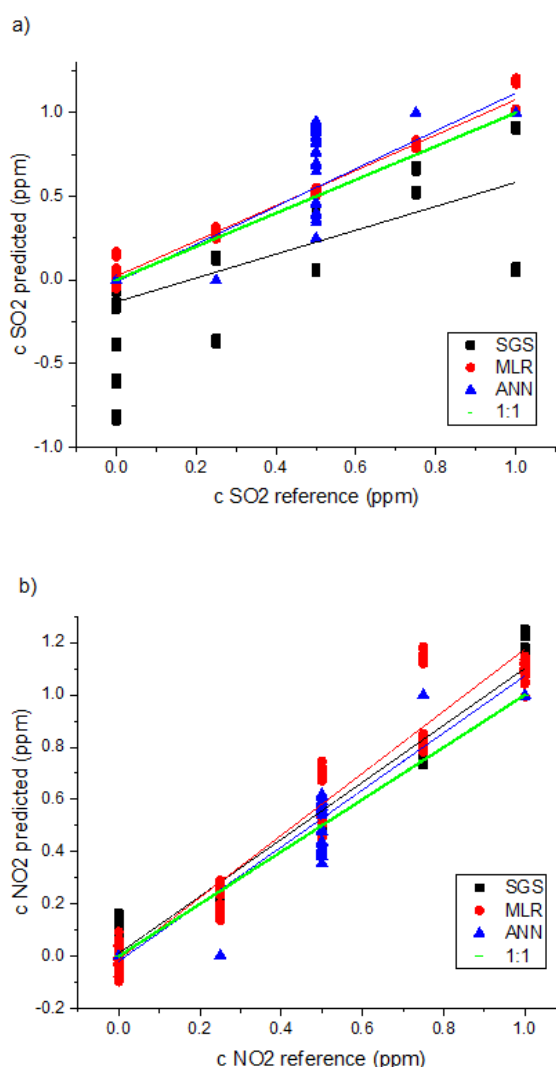 a)
c SO2 predicted (ppm)
1.0
0.5
0.0
-0.5
-1.0
SGS
MLR
ANN
1:1
0.0 0.2 0.4 0.6 0.8 1.0
c SO2 reference (ppm)
b)
c NO2 predicted (ppm)
1.2
1.0
0.8
0.6
0.4
0.2
0.0
-0.2
SGS
MLR
ANN
1:1
0.0 0.2 0.4 0.6 0.8 1.0
c NO2 reference (ppm)